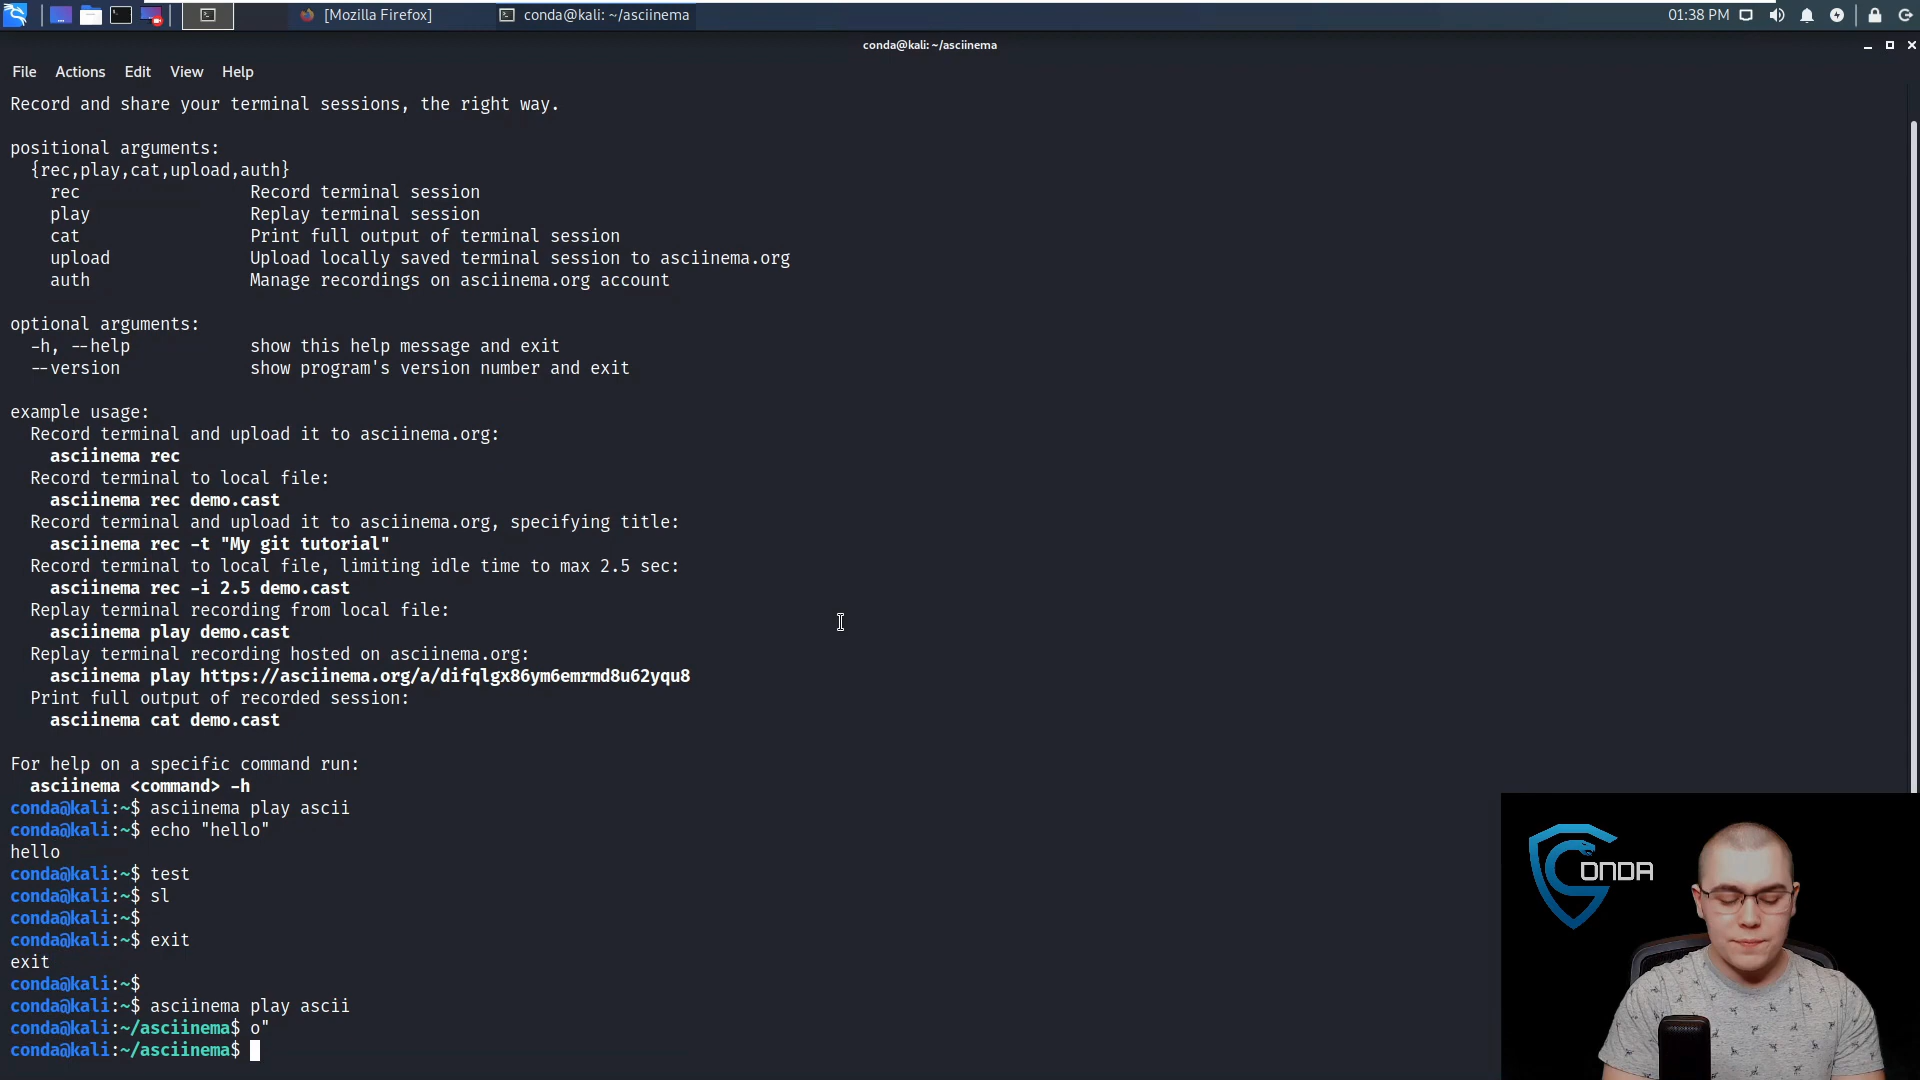 [Mozilla Firefox]
conda@kali: ~/asciinema
01:38 PM
conda@kali: ~/asciinema
File Actions Edit View Help
Record and share your terminal sessions, the right way.
positional arguments:
{rec,play,cat,upload,auth}
rec Record terminal session
play Replay terminal session
cat Print full output of terminal session
upload Upload locally saved terminal session to asciinema.org
auth Manage recordings on asciinema.org account
optional arguments:
-h, --help show this help message and exit
--version show program's version number and exit
example usage:
Record terminal and upload it to asciinema.org:
asciinema rec
Record terminal to local file:
asciinema rec demo.cast
Record terminal and upload it to asciinema.org, specifying title:
asciinema rec -t "My git tutorial"
Record terminal to local file, limiting idle time to max 2.5 sec:
asciinema rec -i 2.5 demo.cast
Replay terminal recording from local file:
asciinema play demo.cast
Replay terminal recording hosted on asciinema.org:
asciinema play https://asciinema.org/a/difqlgx86ym6emrmd8u62yqu8
Print full output of recorded session:
asciinema cat demo.cast
For help on a specific command run:
asciinema <command> -h
conda@kali:~$ asciinema play ascii
conda@kali:~$ echo "hello"
hello
conda@kali:~$ test
conda@kali:~$ sl
conda@kali:~$
conda@kali:~$ exit
exit
conda@kali:~$
conda@kali:~$ asciinema play ascii
conda@kali:~/asciinema$ o"
conda@kali:~/asciinema$
CONDA